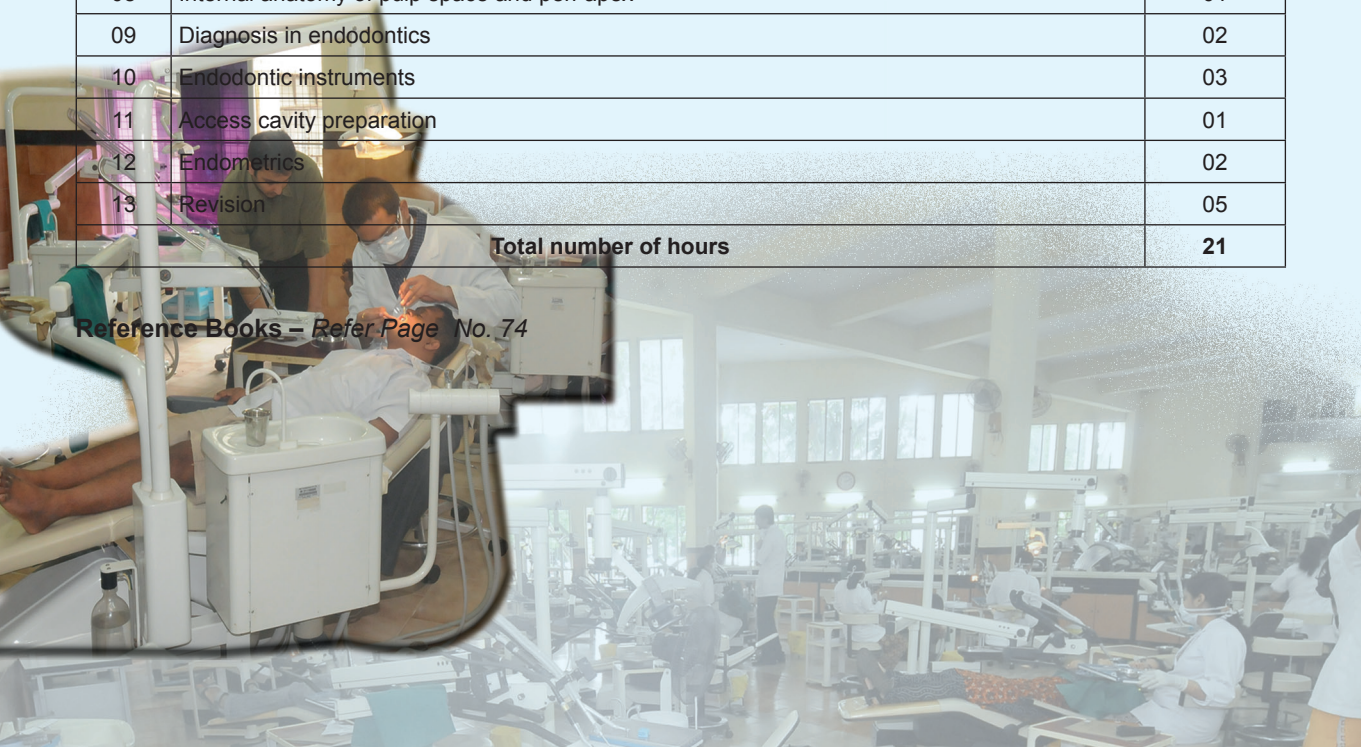 09 Diagnosis in endodontics 02
10 Endodontic instruments 03
11 Access cavity preparation 01
12 Endometrics 02
13 Revision 05
Total number of hours 21
Reference Books – Refer Page No. 74